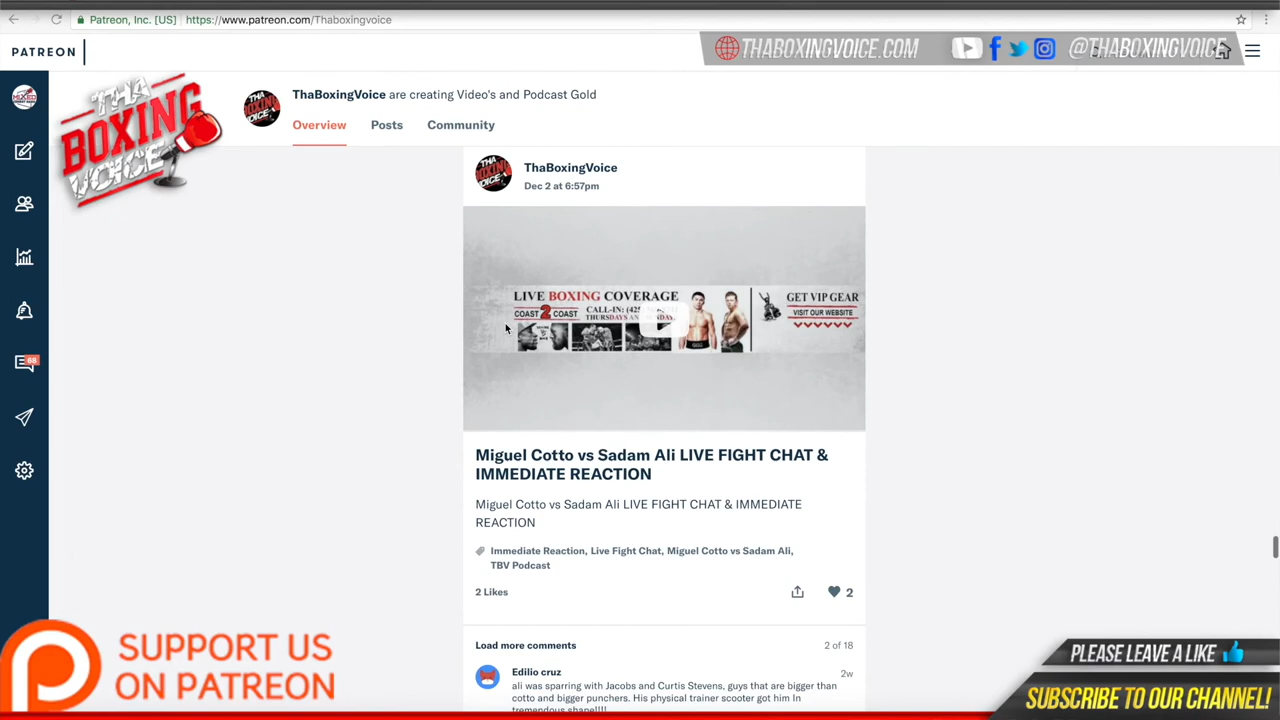 Patreon, Inc. [US] https://www.patreon.com/Thaboxingvoice
PATREON
THABOXINGVOICE.COM @THABOXINGVOICE
THA
BOXING
VOICE
ThaBoxingVoice are creating Video's and Podcast Gold
Overview Posts Community
ThaBoxingVoice
Dec 2 at 6:57pm
LIVE BOXING COVERAGE
COAST 2 COAST CALL-IN: (42
GET VIP GEAR
VISIT OUR WEBSITE
Miguel Cotto vs Sadam Ali LIVE FIGHT CHAT &
IMMEDIATE REACTION
Miguel Cotto vs Sadam Ali LIVE FIGHT CHAT & IMMEDIATE
REACTION
Immediate Reaction, Live Fight Chat, Miguel Cotto vs Sadam Ali,
TBV Podcast
2 Likes 2
68
Load more comments 2 of 18
Edilio cruz 2w
ali was sparring with Jacobs and Curtis Stevens, guys that are bigger than
cotto and bigger punchers. His physical trainer scooter got him In
tremendous shape!!!!
SUPPORT US
ON PATREON
PLEASE LEAVE A LIKE
SUBSCRIBE TO OUR CHANNEL!